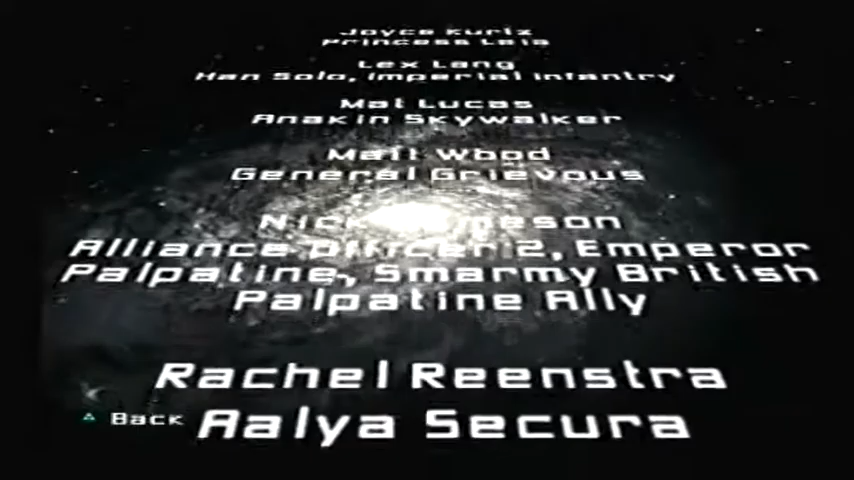 Joyce Kurtz
Princess Leia
Lex Lang
Han Solo, Imperial Infantry
Mat Lucas
Anakin Skywalker
Matt Wood
General Grievous
Nick
Alliance Officer 2, Emperor
Palpatine, Smarmy British
Palpatine Ally
Rachel Reenstra
Aalya Secura
Back